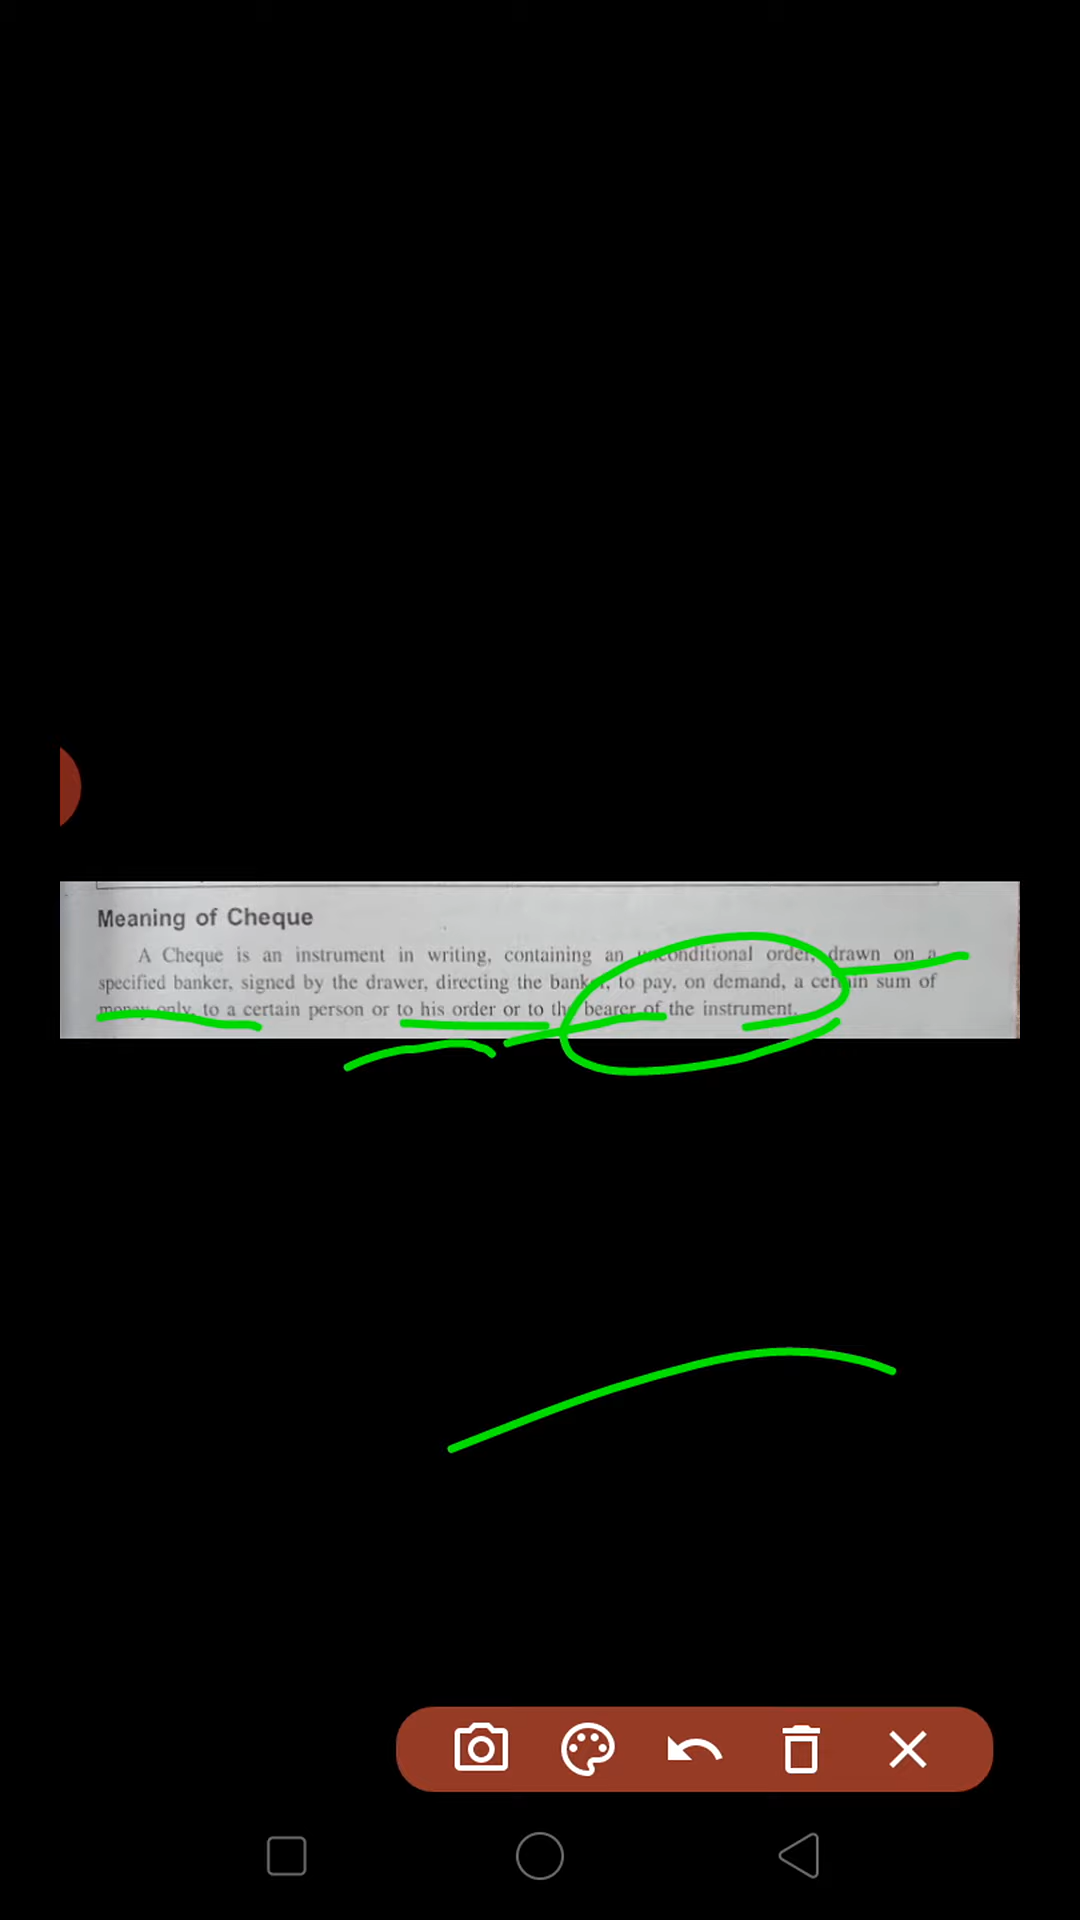 Meaning of Cheque
A Cheque is an instrument in writing, containing an unconditional order, drawn on a
specified banker, signed by the drawer, directing the banker, to pay, on demand, a certain sum of
money only, to a certain person or to his order or to the bearer of the instrument.